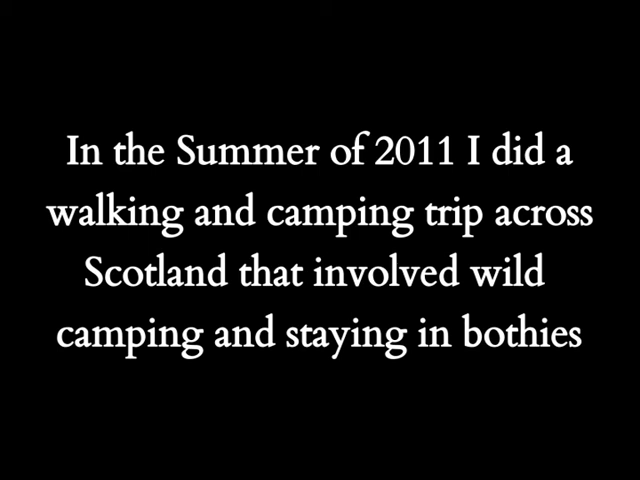 In the Summer of 2011 I did a
walking and camping trip across
Scotland that involved wild
camping and staying in bothies